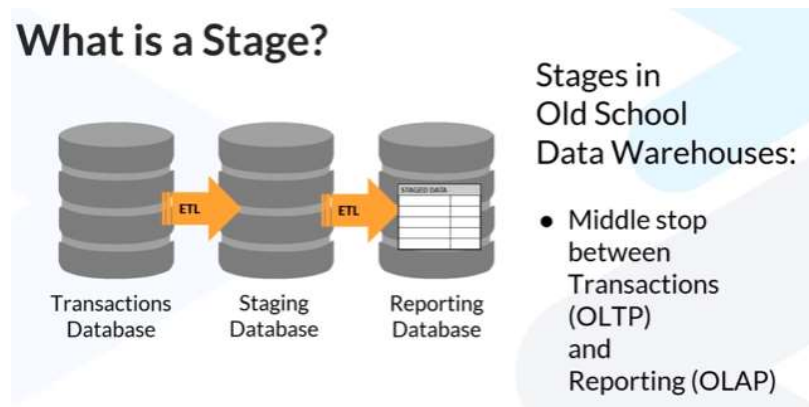 What is a Stage?
ETL
ETL
STAGED DATA
Transactions
Database
Staging
Database
Reporting
Database
Stages in
Old School
Data Warehouses:
● Middle stop
between
Transactions
(OLTP)
and
Reporting (OLAP)